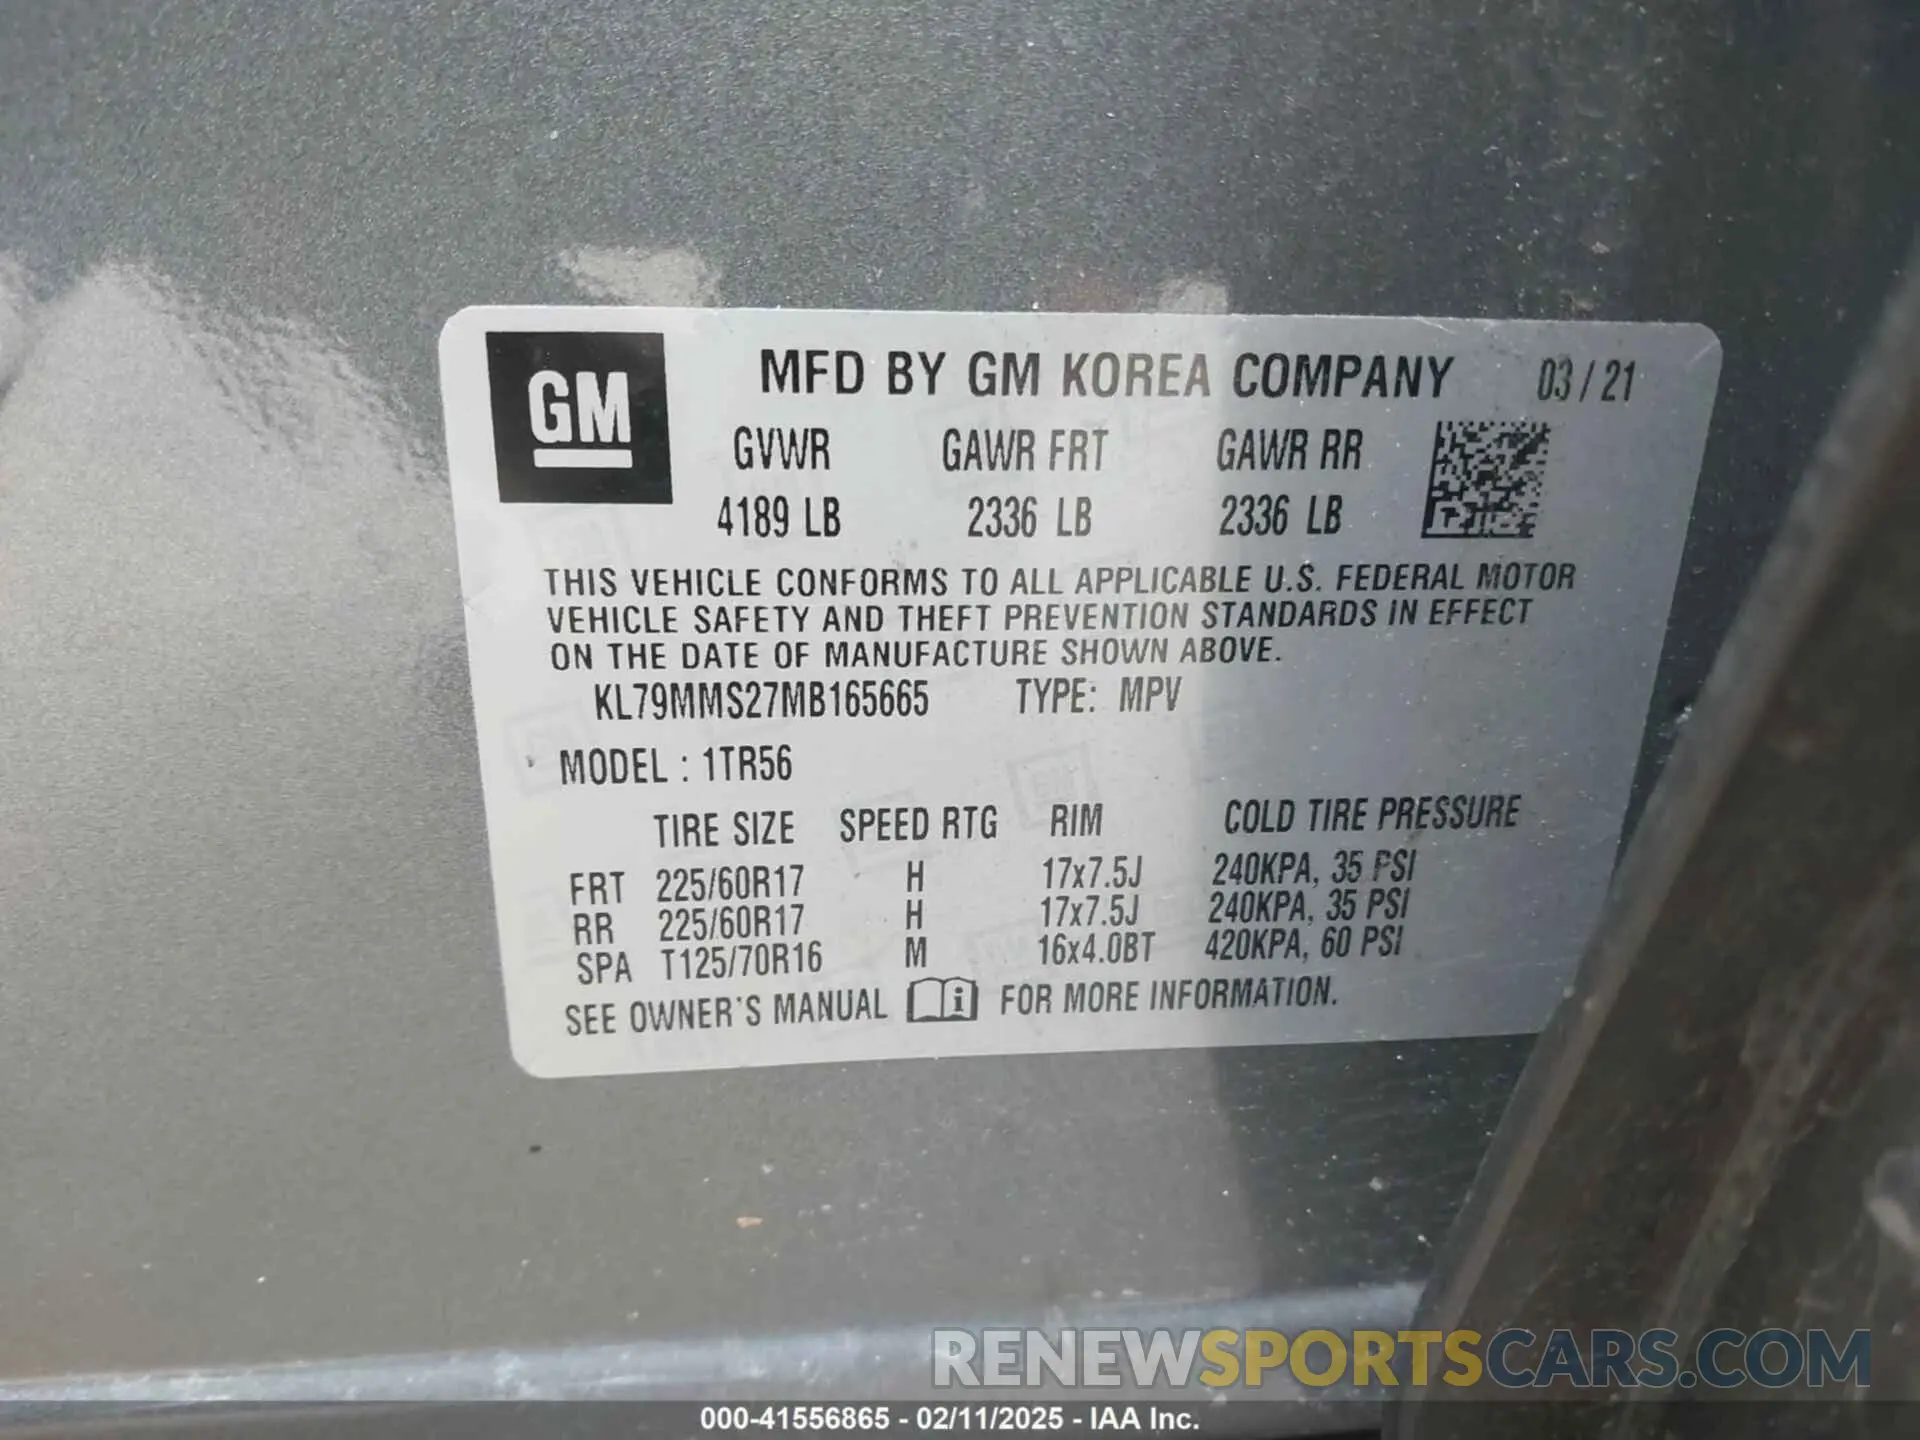 GM
MFD BY GM KOREA COMPANY 03/21
GVWR GAWR FRT GAWR RR
4189 LB 2336 LB 2336 LB
THIS VEHICLE CONFORMS TO ALL APPLICABLE U.S. FEDERAL MOTOR
VEHICLE SAFETY AND THEFT PREVENTION STANDARDS IN EFFECT
ON THE DATE OF MANUFACTURE SHOWN ABOVE.
KL79MMS27MB165665 TYPE: MPV
MODEL : 1TR56
TIRE SIZE SPEED RTG RIM COLD TIRE PRESSURE
FRT 225/60R17 H 17x7.5J 240KPA, 35 PSI
RR 225/60R17 H 17x7.5J 240KPA, 35 PSI
SPA T125/70R16 M 16x4.0BT 420KPA, 60 PSI
SEE OWNER'S MANUAL i FOR MORE INFORMATION.
RENEWSPORTSCARS.COM
000-41556865 - 02/11/2025 - IAA Inc.